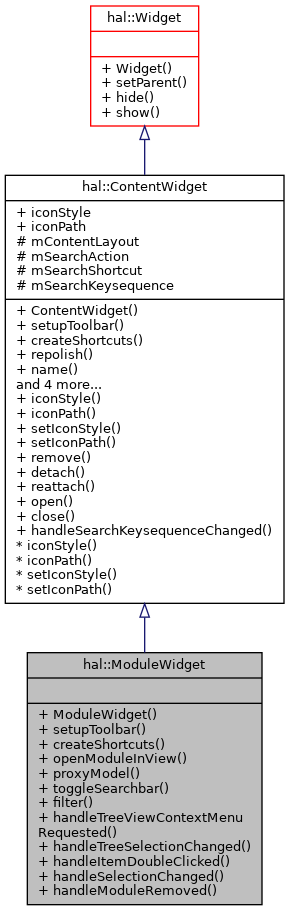 hal::Widget
+ Widget()
+ setParent()
+ hide()
+ show()
hal::ContentWidget
+ iconStyle
+ iconPath
# mContentLayout
# mSearchAction
# mSearchShortcut
# mSearchKeysequence
+ ContentWidget()
+ setupToolbar()
+ createShortcuts()
+ repolish()
+ name()
and 4 more...
+ iconStyle()
+ iconPath()
+ setIconStyle()
+ setIconPath()
+ remove()
+ detach()
+ reattach()
+ open()
+ close()
+ handleSearchKeysequenceChanged()
* iconStyle()
* iconPath()
* setIconStyle()
* setIconPath()
hal::ModuleWidget
+ ModuleWidget()
+ setupToolbar()
+ createShortcuts()
+ openModuleInView()
+ proxyModel()
+ toggleSearchbar()
+ filter()
+ handleTreeViewContextMenu
Requested()
+ handleTreeSelectionChanged()
+ handleItemDoubleClicked()
+ handleSelectionChanged()
+ handleModuleRemoved()